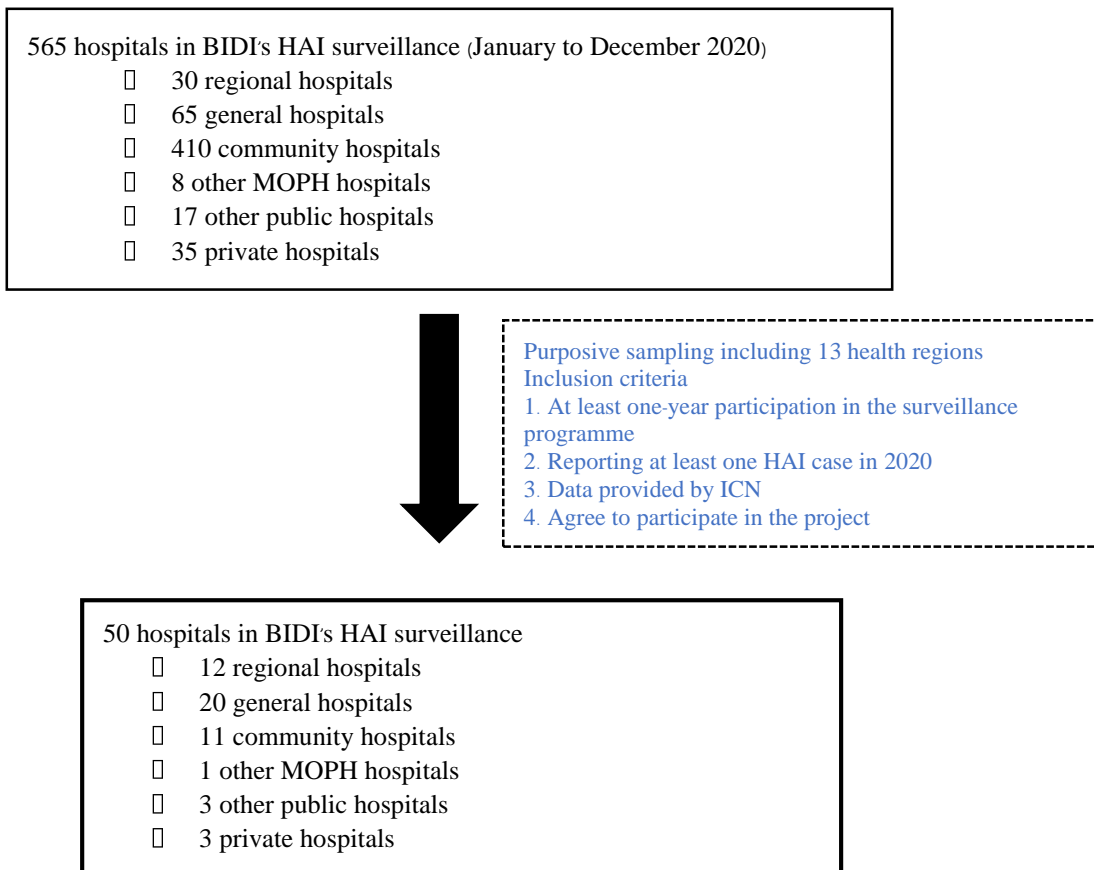 565 hospitals in BIDI's HAI surveillance (January to December 2020)
30 regional hospitals
65 general hospitals
410 community hospitals
8 other MOPH hospitals
17 other public hospitals
35 private hospitals
Purposive sampling including 13 health regions
Inclusion criteria
1. At least one-year participation in the surveillance
programme
2. Reporting at least one HAI case in 2020
3. Data provided by ICN
4. Agree to participate in the project
50 hospitals in BIDI's HAI surveillance
12 regional hospitals
20 general hospitals
11 community hospitals
1 other MOPH hospitals
3 other public hospitals
3 private hospitals